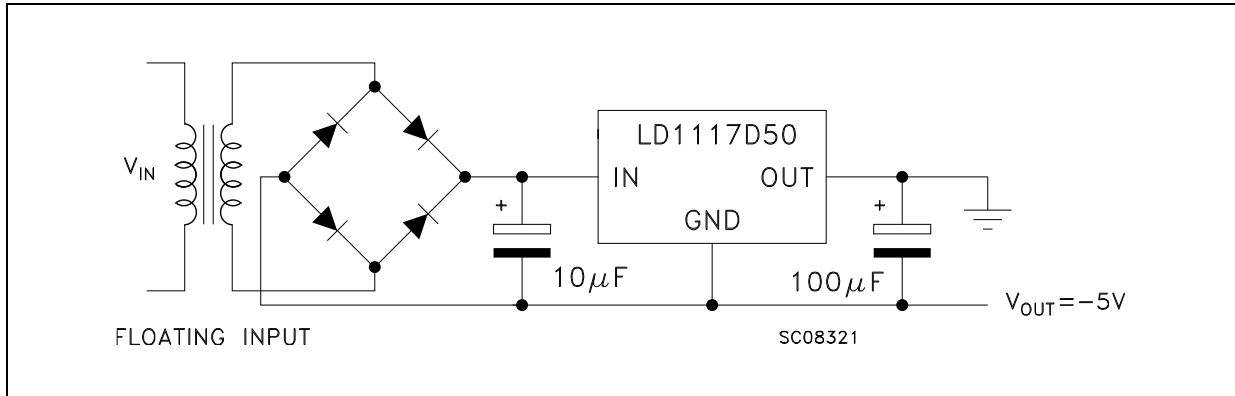 LD1117D50
V_IN
IN
OUT
GND
+
+
10μF
100μF
V_OUT=-5V
FLOATING INPUT
SC08321